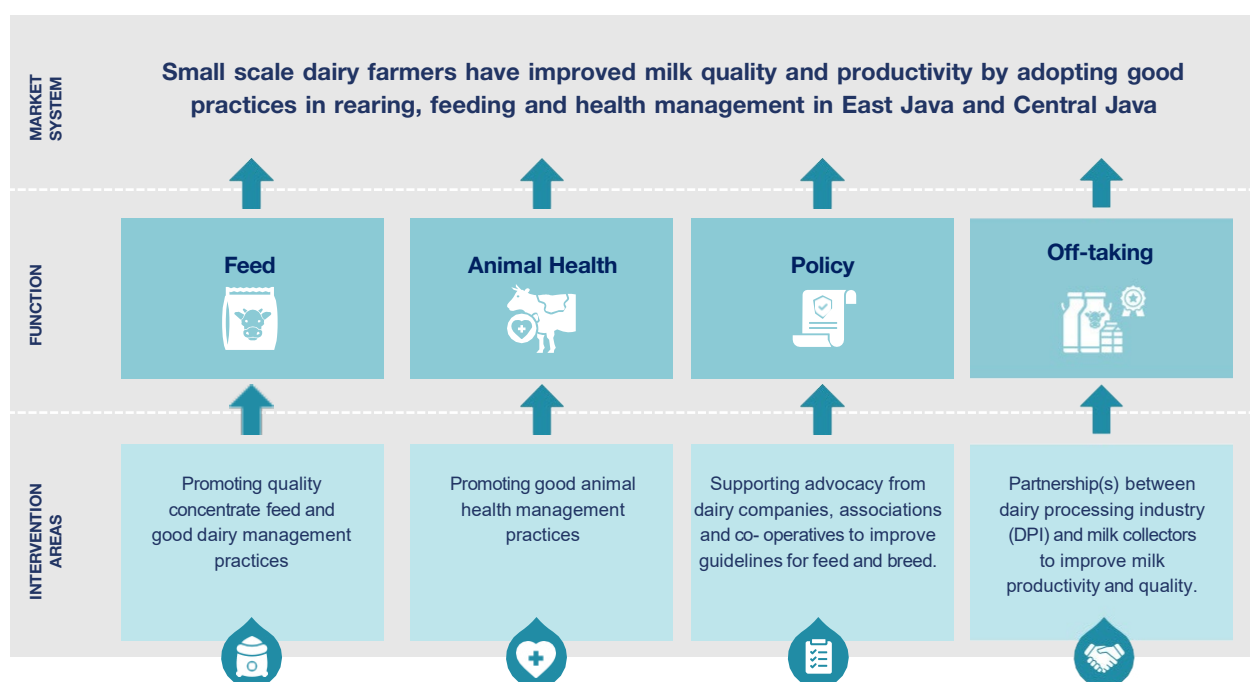 MARKET
SYSTEM
Small scale dairy farmers have improved milk quality and productivity by adopting good
practices in rearing, feeding and health management in East Java and Central Java
FUNCTION
Feed
Animal Health
Policy
Off-taking
INTERVENTION
AREAS
Promoting quality
concentrate feed and
good dairy management
practices
Promoting good animal
health management
practices
Supporting advocacy from
dairy companies, associations
and co- operatives to improve
guidelines for feed and breed.
Partnership(s) between
dairy processing industry
(DPI) and milk collectors
to improve milk
productivity and quality.